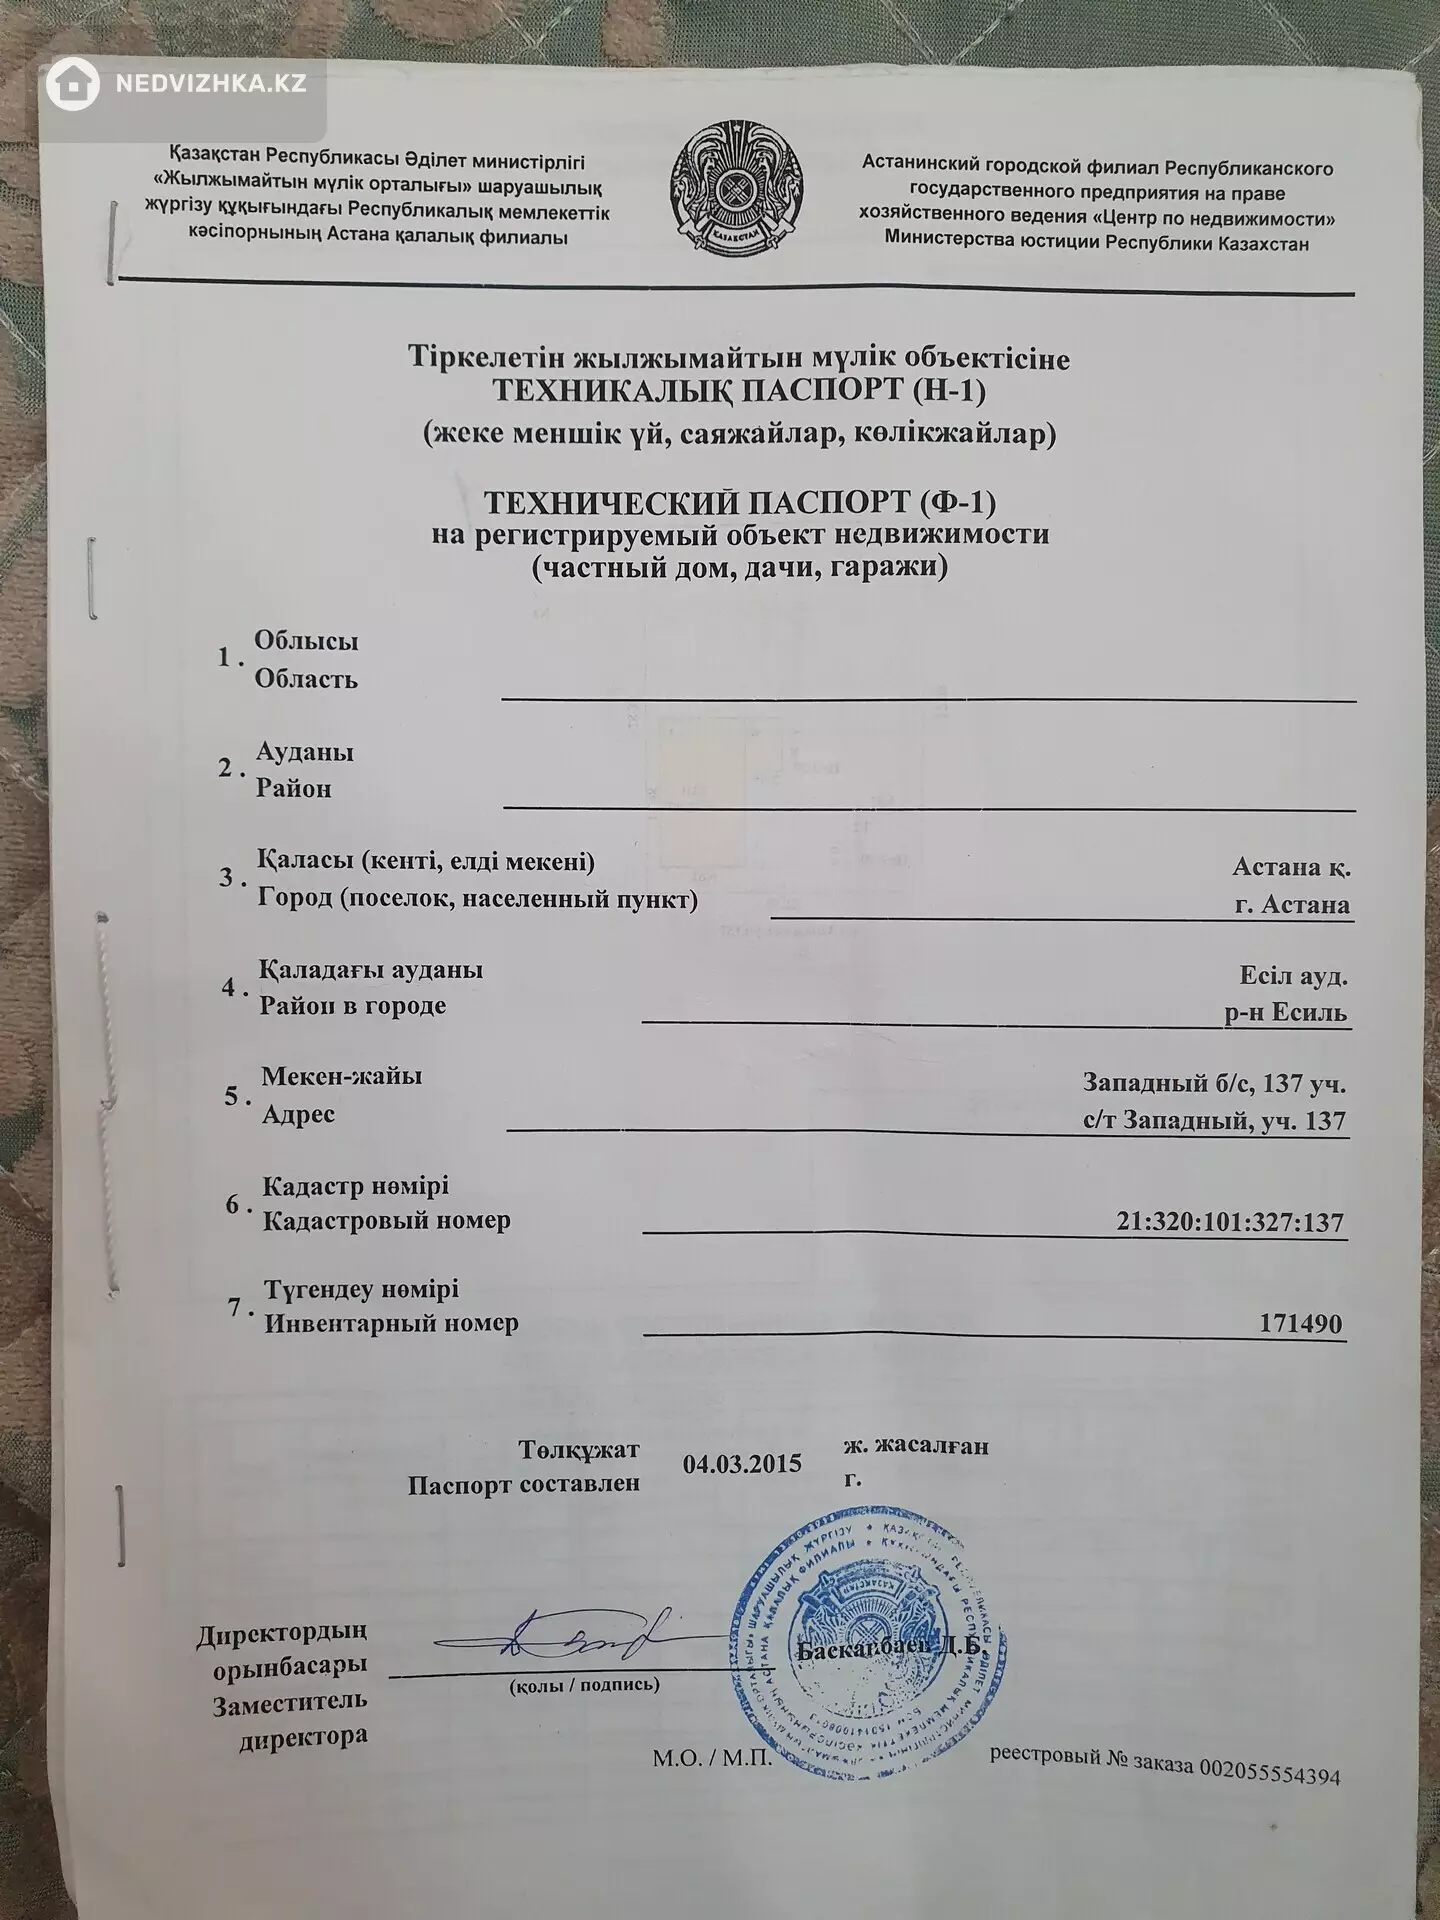 NEDVIZHKA.KZ
Қазақстан Республикасы Әділет министірлігі
«Жылжымайтын мүлік орталығы» шаруашылық
жүргізу құқығындағы Республикалық мемлекеттік
кәсіпорнының Астана қалалық филиалы
ҚАЗАҚСТАН
Астанинский городской филиал Республиканского
государственного предприятия на праве
хозяйственного ведения «Центр по недвижимости»
Министерства юстиции Республики Казахстан
Тіркелетін жылжымайтын мүлік объектісіне
ТЕХНИКАЛЫҚ ПАСПОРТ (Н-1)
(жеке меншік үй, саяжайлар, көлікжайлар)
ТЕХНИЧЕСКИЙ ПАСПОРТ (Ф-1)
на регистрируемый объект недвижимости
(частный дом, дачи, гаражи)
1. Облысы
Область
2. Ауданы
Район
3. Қаласы (кенті, елді мекені) Астана қ.
Город (поселок, населенный пункт) г. Астана
4. Қаладағы ауданы Есіл ауд.
Район в городе р-н Есиль
5. Мекен-жайы Западный б/с, 137 уч.
Адрес с/т Западный, уч. 137
6. Кадастр нөмірі
Кадастровый номер 21:320:101:327:137
7. Түгендеу нөмірі
Инвентарный номер 171490
Төлқұжат ж. жасалған
04.03.2015
Паспорт составлен г.
Директордың
орынбасары
Заместитель
директора
(қолы / подпись)
Басканбаев Д.Б.
М.О. / М.П.
реестровый № заказа 002055554394